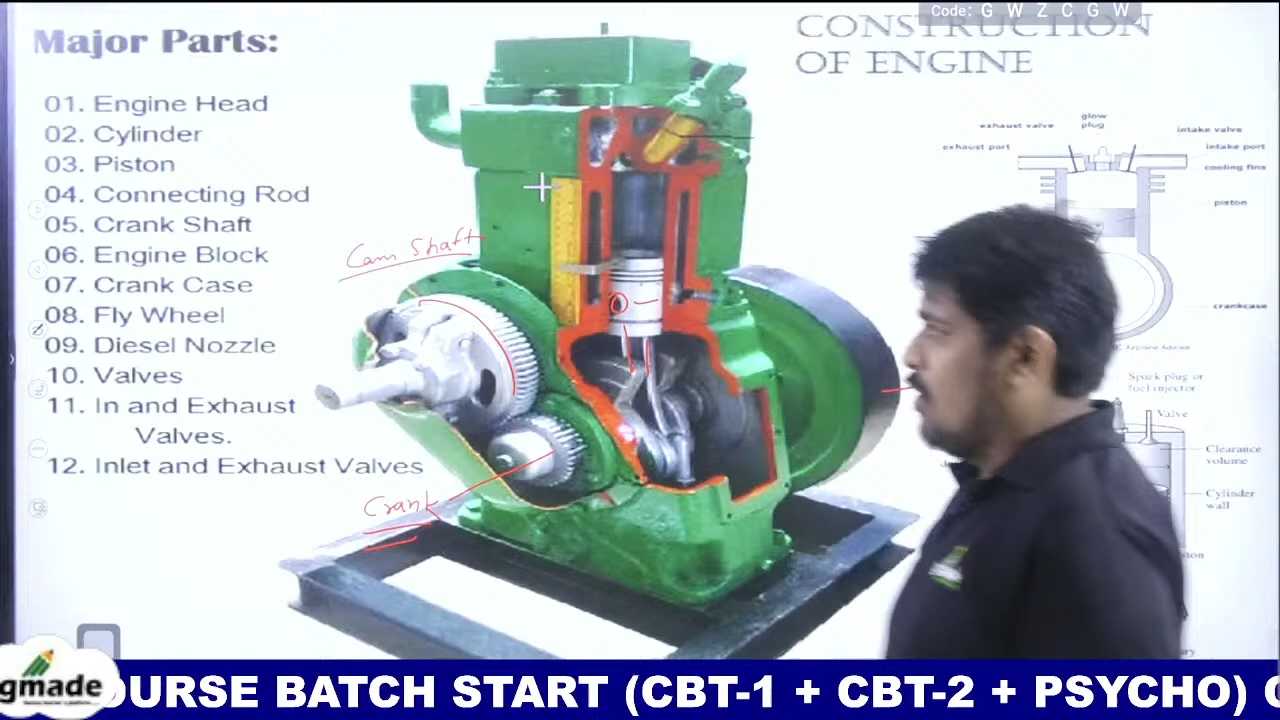 Code: G W Z C G W
Major Parts:
CONSTRUCTION
OF ENGINE
01. Engine Head
02. Cylinder
03. Piston
04. Connecting Rod
05. Crank Shaft
06. Engine Block
07. Crank Case
08. Fly Wheel
09. Diesel Nozzle
10. Valves
11. In and Exhaust
Valves.
12. Inlet and Exhaust Valves
Cam Shaft
Crank
glow
plug
exhaust valve
intake valve
exhaust port
intake port
cooling fins
piston
crankcase
Spark plug or
fuel injector
Valve
Clearance
volume
Cylinder
wall
gmade
OURSE BATCH START (CBT-1 + CBT-2 + PSYCHO)